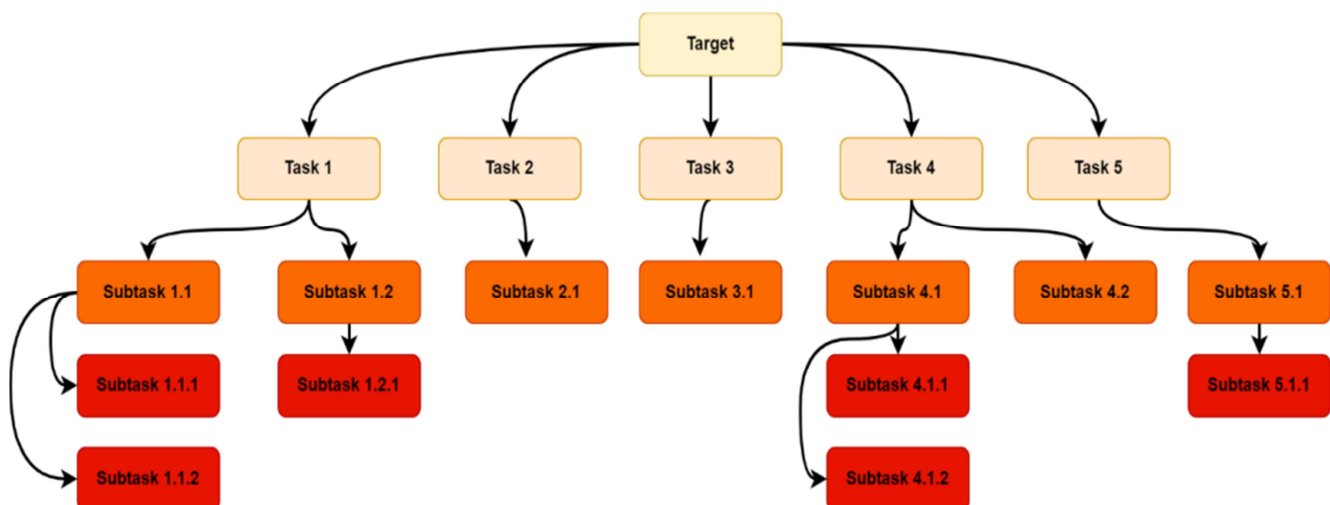 Target
Task 1
Task 2
Task 3
Task 4
Task 5
Subtask 1.1
Subtask 1.2
Subtask 2.1
Subtask 3.1
Subtask 4.1
Subtask 4.2
Subtask 5.1
Subtask 1.1.1
Subtask 1.2.1
Subtask 4.1.1
Subtask 5.1.1
Subtask 1.1.2
Subtask 4.1.2